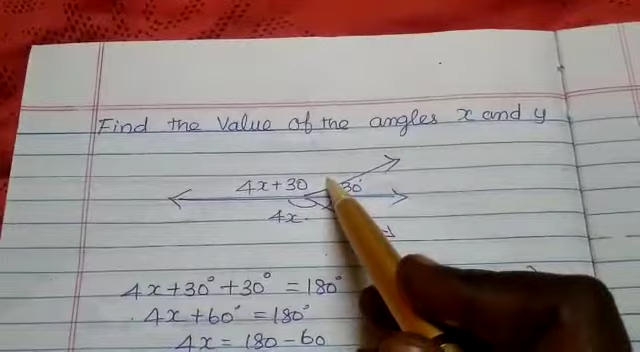 Find the value of the angles x and y
4x+30
30°
4x
4x+30°+30° = 180°
4x+60° = 180°
4x = 180-60